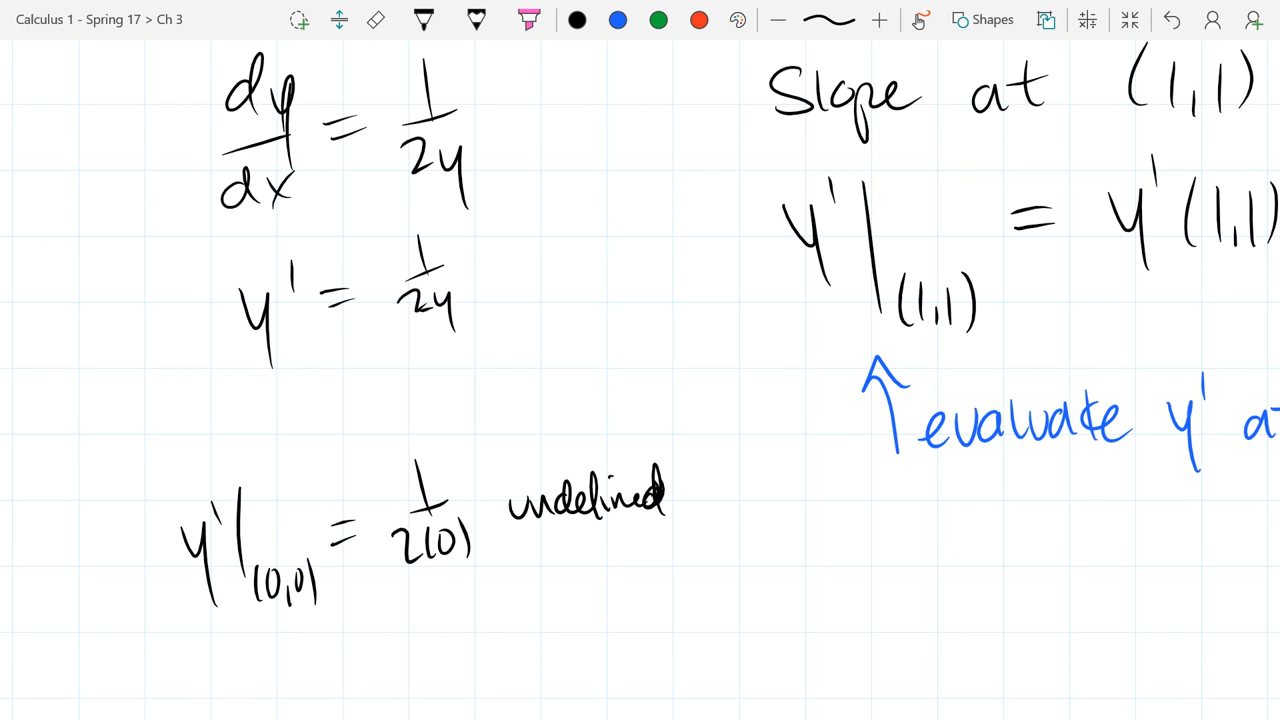 Calculus 1 - Spring 17 > Ch 3
Shapes
dy/dx = 1/2y
y' = 1/2y
y'|(0,0) = 1/2(0) undefined
Slope at (1,1)
y'|(1,1) = y'(1,1)
↑ evaluate y' a